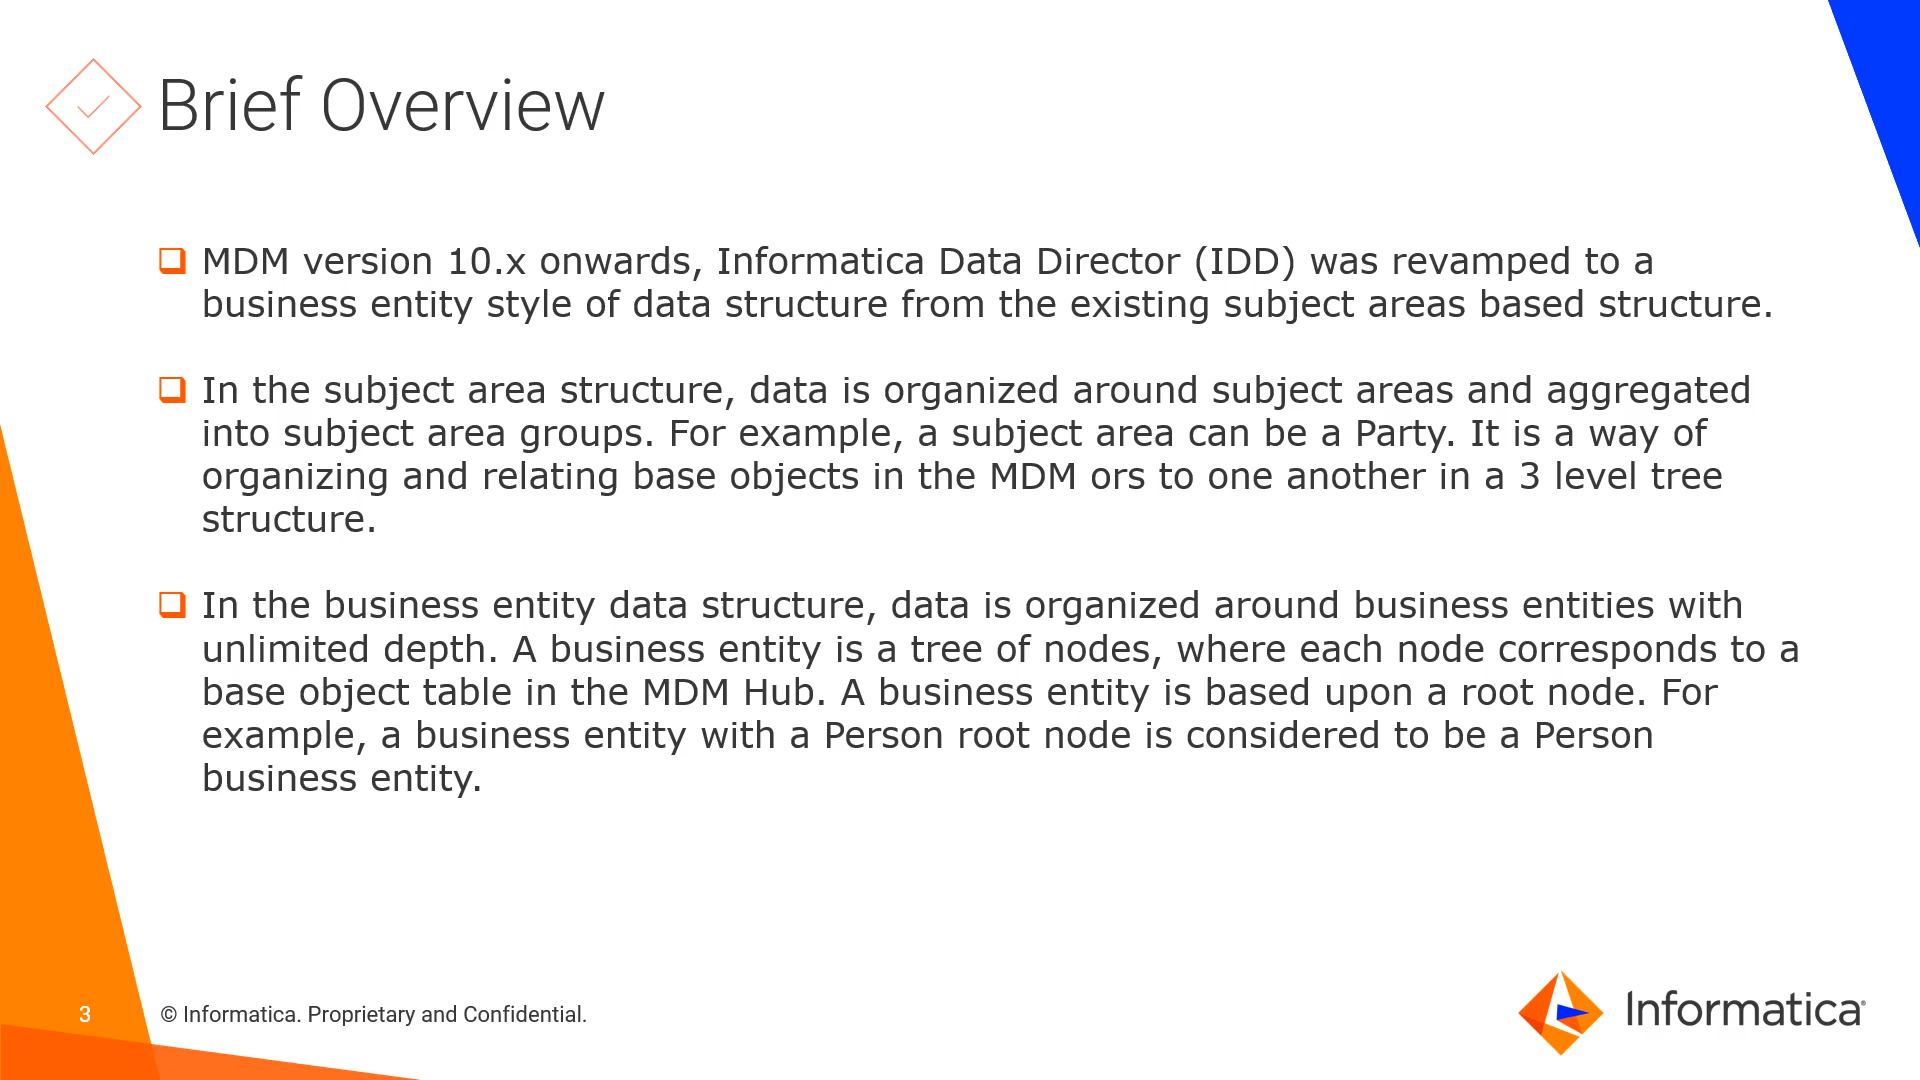 Brief Overview
MDM version 10.x onwards, Informatica Data Director (IDD) was revamped to a
business entity style of data structure from the existing subject areas based structure.
In the subject area structure, data is organized around subject areas and aggregated
into subject area groups. For example, a subject area can be a Party. It is a way of
organizing and relating base objects in the MDM ors to one another in a 3 level tree
structure.
In the business entity data structure, data is organized around business entities with
unlimited depth. A business entity is a tree of nodes, where each node corresponds to a
base object table in the MDM Hub. A business entity is based upon a root node. For
example, a business entity with a Person root node is considered to be a Person
business entity.
3
© Informatica. Proprietary and Confidential.
Informatica®